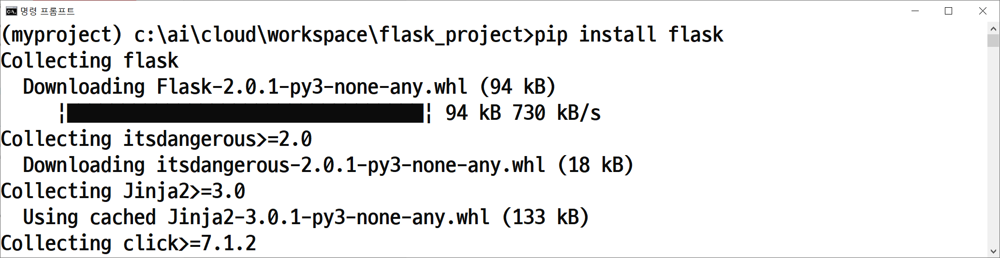 명령 프롬프트
(myproject) c:\ai\cloud\workspace\flask_project>pip install flask
Collecting flask
  Downloading Flask-2.0.1-py3-none-any.whl (94 kB)
     |████████████████████████████████| 94 kB 730 kB/s
Collecting itsdangerous>=2.0
  Downloading itsdangerous-2.0.1-py3-none-any.whl (18 kB)
Collecting Jinja2>=3.0
  Using cached Jinja2-3.0.1-py3-none-any.whl (133 kB)
Collecting click>=7.1.2